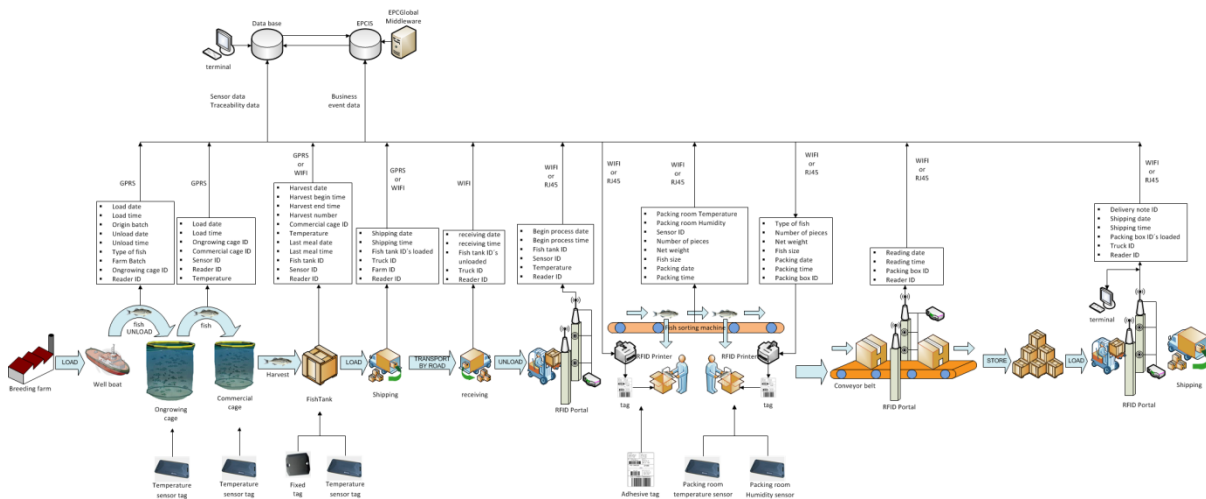 EPCGlobal
Middleware
Data base
EPCIS
terminal
Sensor data
Traceability data
Business
event data
GPRS
GPRS
GPRS
or
WIFI
GPRS
or
WIFI
WIFI
WIFI
or
RJ45
WIFI
or
RJ45
WIFI
or
RJ45
WIFI
or
RJ45
WIFI
or
RJ45
WIFI
or
RJ45
• Load date
• Load time
• Origin batch
• Unload date
• Unload time
• Type of fish
• Farm Batch
• Ongrowing cage ID
• Reader ID
• Load date
• Load time
• Ongrowing cage ID
• Commercial cage ID
• Sensor ID
• Reader ID
• Temperature
• Harvest date
• Harvest begin time
• Harvest end time
• Harvest number
• Commercial cage ID
• Temperature
• Last meal date
• Last meal time
• Fish tank ID
• Sensor ID
• Reader ID
• Shipping date
• Shipping time
• Fish tank ID´s loaded
• Truck ID
• Farm ID
• Reader ID
• receiving date
• receiving time
• Fish tank ID´s
unloaded
• Truck ID
• Reader ID
• Begin process date
• Begin process time
• Fish tank ID
• Sensor ID
• Temperature
• Reader ID
• Packing room Temperature
• Packing room Humidity
• Sensor ID
• Number of pieces
• Net weight
• Fish size
• Packing date
• Packing time
• Type of fish
• Number of pieces
• Net weight
• Fish size
• Packing date
• Packing time
• Packing box ID
• Reading date
• Reading time
• Packing box ID
• Reader ID
• Delivery note ID
• Shipping date
• Shipping time
• Packing box ID´s loaded
• Truck ID
• Reader ID
fish
UNLOAD
fish
LOAD
Harvest
LOAD
TRANSPORT
BY ROAD
UNLOAD
Fish sorting machine
RFID Printer
RFID Printer
STORE
LOAD
terminal
Breeding farm
Well boat
Ongrowing
cage
Commercial
cage
FishTank
Shipping
receiving
RFID Portal
tag
tag
Conveyor belt
RFID Portal
RFID Portal
Shipping
Temperature
sensor tag
Temperature
sensor tag
Fixed
tag
Temperature
sensor tag
Adhesive tag
Packing room
temperature sensor
Packing room
Humidity sensor